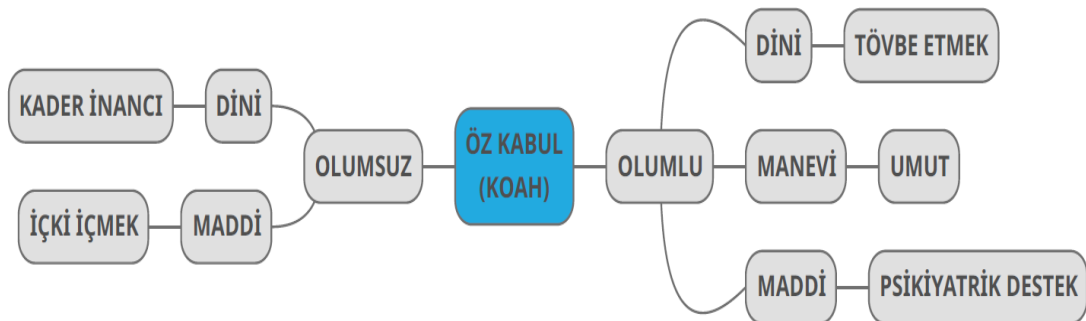 DİNİ
TÖVBE ETMEK
KADER İNANCI
DİNİ
OLUMSUZ
ÖZ KABUL
(KOAH)
OLUMLU
MANEVİ
UMUT
İÇKİ İÇMEK
MADDİ
MADDİ
PSİKİYATRİK DESTEK